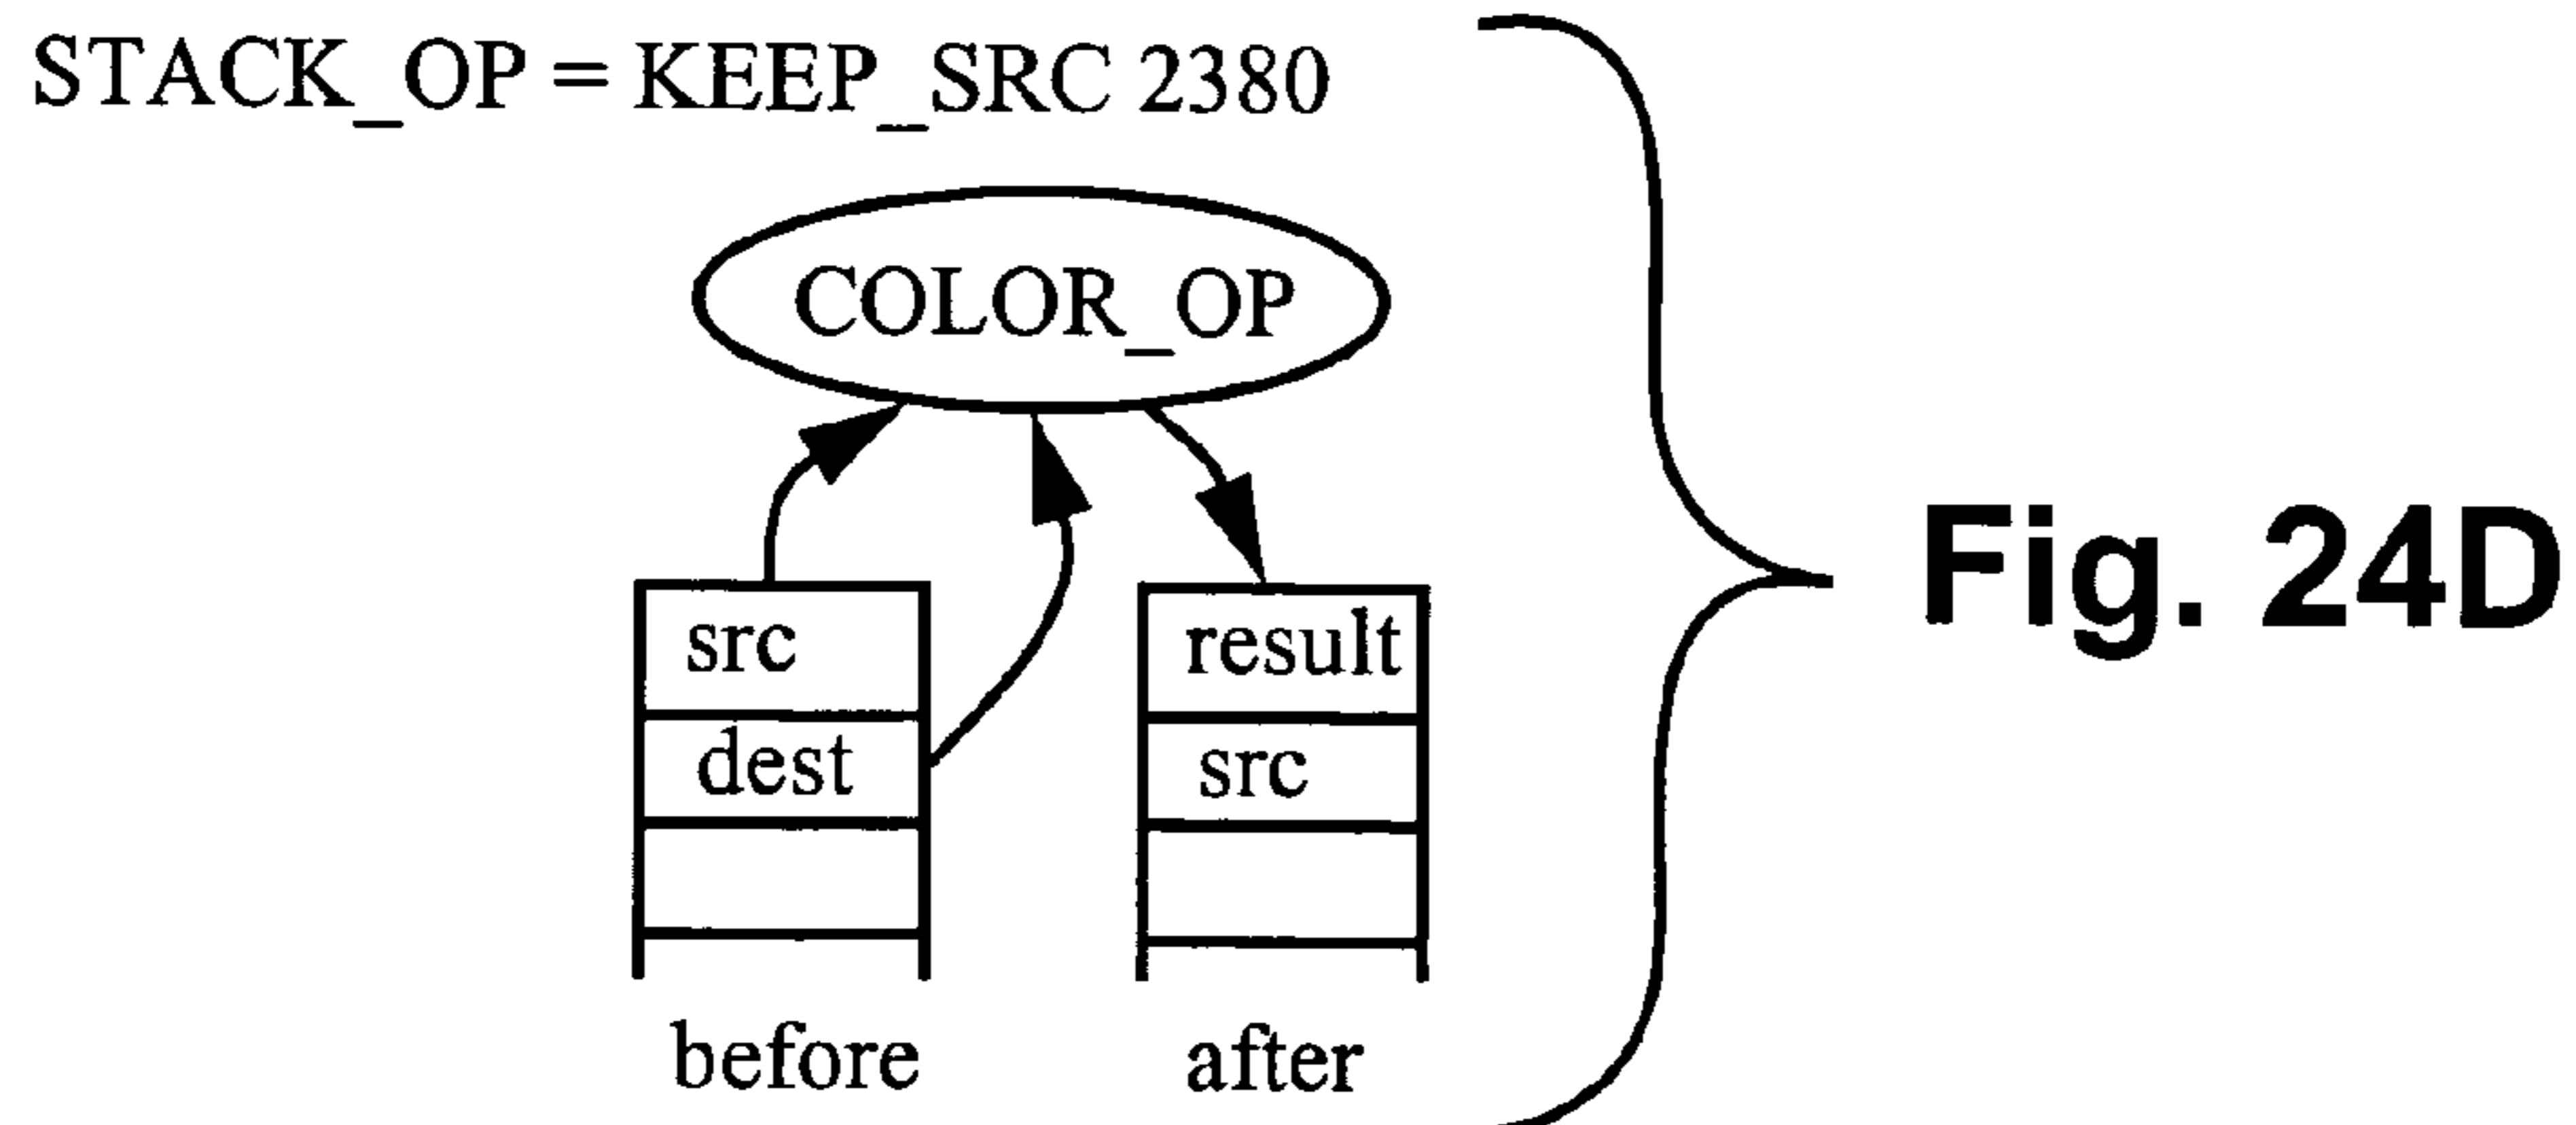 STACK_OP = KEEP_SRC 2380
COLOR_OP
src
dest
before
result
src
after
Fig. 24D